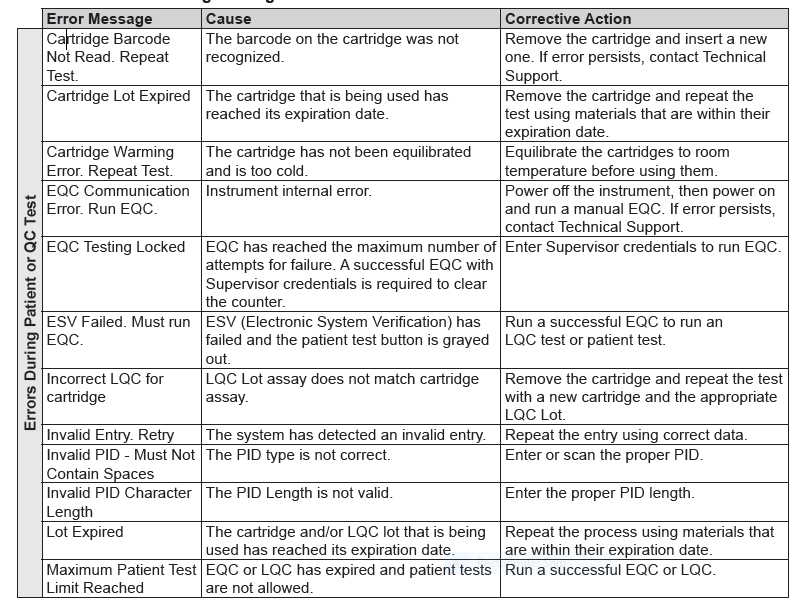 Error Message Cause Corrective Action
Errors During Patient or QC Test
Cartridge Barcode The barcode on the cartridge was not Remove the cartridge and insert a new
Not Read. Repeat recognized. one. If error persists, contact Technical
Test. Support.
Cartridge Lot Expired The cartridge that is being used has Remove the cartridge and repeat the
reached its expiration date. test using materials that are within their
expiration date.
Cartridge Warming The cartridge has not been equilibrated Equilibrate the cartridges to room
Error. Repeat Test. and is too cold. temperature before using them.
EQC Communication Instrument internal error. Power off the instrument, then power on
Error. Run EQC. and run a manual EQC. If error persists,
contact Technical Support.
EQC Testing Locked EQC has reached the maximum number of Enter Supervisor credentials to run EQC.
attempts for failure. A successful EQC with
Supervisor credentials is required to clear
the counter.
ESV Failed. Must run ESV (Electronic System Verification) has Run a successful EQC to run an
EQC. failed and the patient test button is grayed LQC test or patient test.
out.
Incorrect LQC for LQC Lot assay does not match cartridge Remove the cartridge and repeat the test
cartridge assay. with a new cartridge and the appropriate
LQC Lot.
Invalid Entry. Retry The system has detected an invalid entry. Repeat the entry using correct data.
Invalid PID - Must Not The PID type is not correct. Enter or scan the proper PID.
Contain Spaces
Invalid PID Character The PID Length is not valid. Enter the proper PID length.
Length
Lot Expired The cartridge and/or LQC lot that is being Repeat the process using materials that
used has reached its expiration date. are within their expiration date.
Maximum Patient Test EQC or LQC has expired and patient tests Run a successful EQC or LQC.
Limit Reached are not allowed.